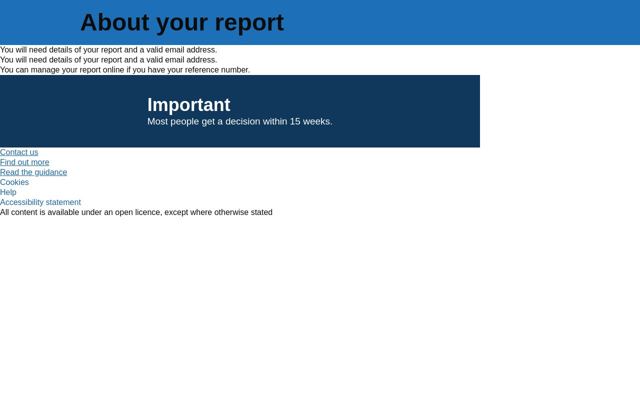 About your report
You will need details of your report and a valid email address.
You will need details of your report and a valid email address.
You can manage your report online if you have your reference number.
Important
Most people get a decision within 15 weeks.
Contact us
Find out more
Read the guidance
Cookies
Help
Accessibility statement
All content is available under an open licence, except where otherwise stated